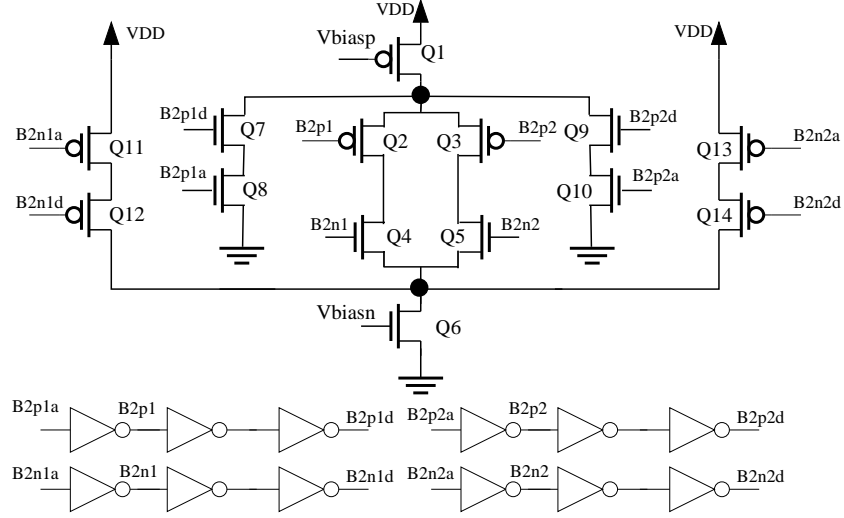 VDD
VDD
VDD
Vbiasp
Q1
B2p1d
B2p2d
B2n1a
Q11
Q7
B2p1
Q2
Q3
B2p2
Q9
Q13
B2n2a
B2p1a
Q8
Q10
B2p2a
B2n1d
Q12
B2n1
Q4
Q5
B2n2
Q14
B2n2d
Vbiasn
Q6
B2p1a B2p1 B2p1d B2p2a B2p2 B2p2d
B2n1a B2n1 B2n1d B2n2a B2n2 B2n2d